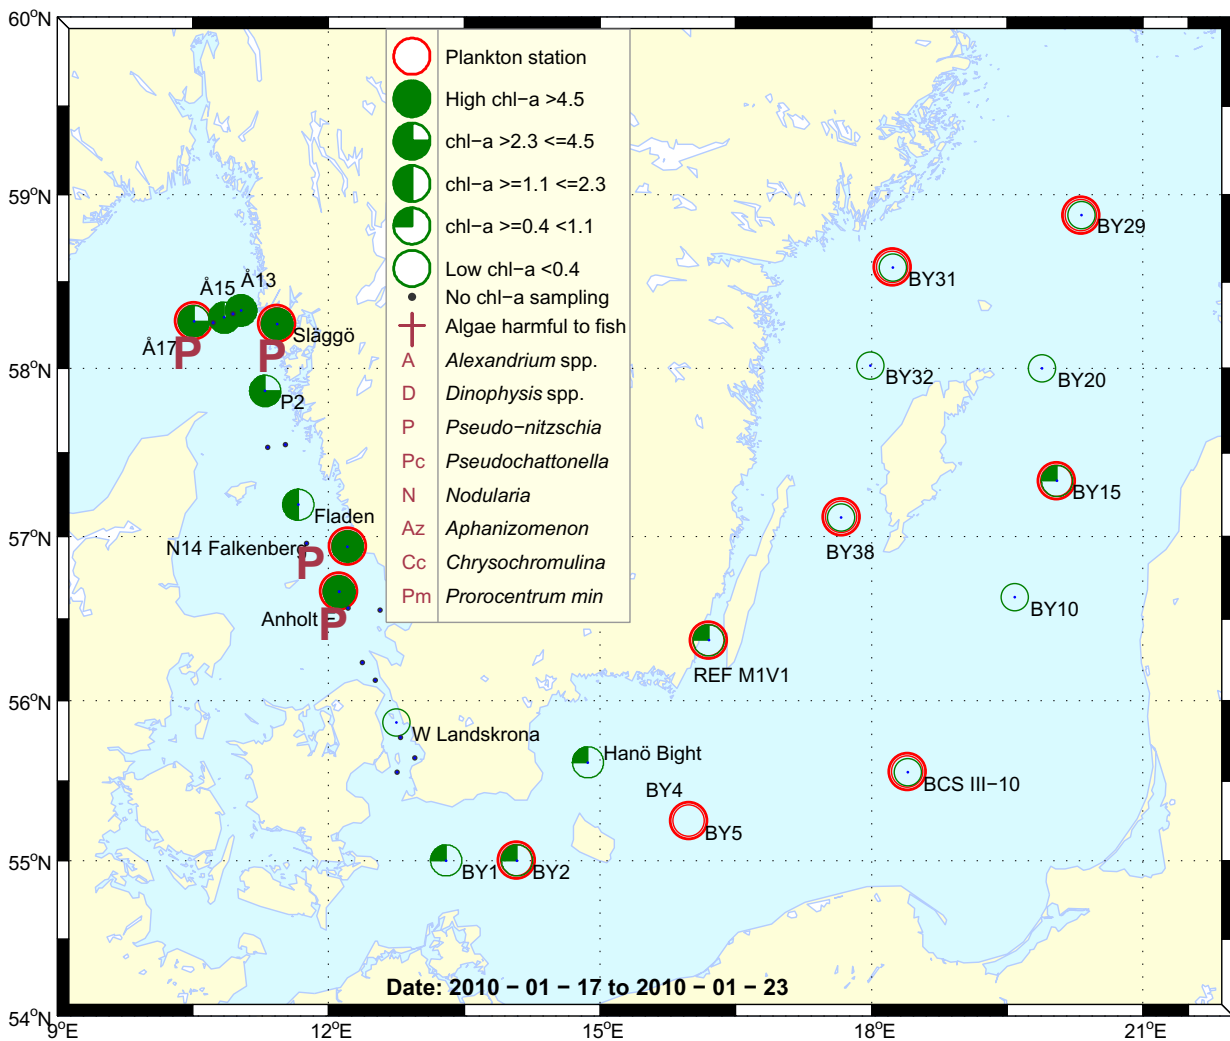 60°N
59°N
58°N
57°N
56°N
55°N
54°N
9°E
12°E
15°E
18°E
21°E
Plankton station
High chl−a >4.5
chl−a >2.3 <=4.5
chl−a >=1.1 <=2.3
chl−a >=0.4 <1.1
Low chl−a <0.4
No chl−a sampling
Algae harmful to fish
A Alexandrium spp.
D Dinophysis spp.
P Pseudo−nitzschia
Pc Pseudochattonella
N Nodularia
Az Aphanizomenon
Cc Chrysochromulina
Pm Prorocentrum min
Å15
Å13
Å17
P
Släggö
P
P2
Fladen
N14 Falkenberg
P
Anholt
P
W Landskrona
Hanö Bight
BY1
BY2
BY4
BY5
REF M1V1
BCS III−10
BY10
BY38
BY15
BY20
BY32
BY31
BY29
Date: 2010 − 01 − 17 to 2010 − 01 − 23